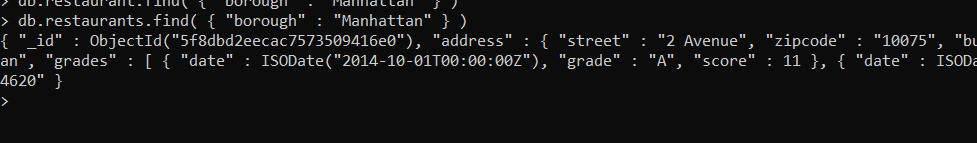 > db.restaurant.find( { "borough" : "Manhattan" } )
> db.restaurants.find( { "borough" : "Manhattan" } )
{ "_id" : ObjectId("5f8dbd2eecac7573509416e0"), "address" : { "street" : "2 Avenue", "zipcode" : "10075", "bu
an", "grades" : [ { "date" : ISODate("2014-10-01T00:00:00Z"), "grade" : "A", "score" : 11 }, { "date" : ISODa
4620" }
>